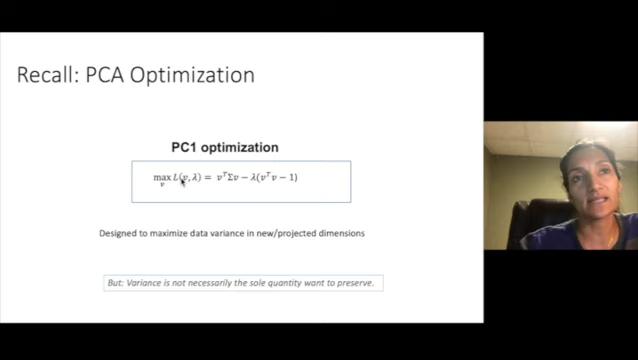 Recall: PCA Optimization
PC1 optimization
max L(v, λ) = vᵀΣv − λ(vᵀv − 1)
v
Designed to maximize data variance in new/projected dimensions
But: Variance is not necessarily the sole quantity want to preserve.